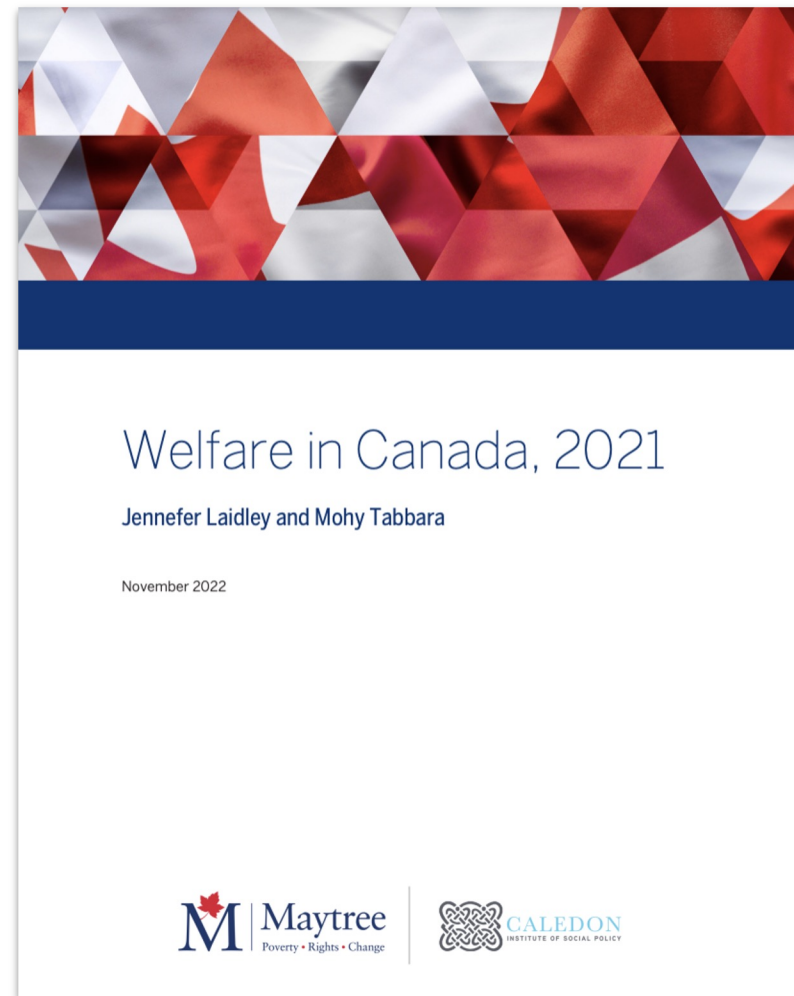 Welfare in Canada, 2021
Jennefer Laidley and Mohy Tabbara
November 2022
M
Maytree
Poverty • Rights • Change
CALEDON
INSTITUTE OF SOCIAL POLICY